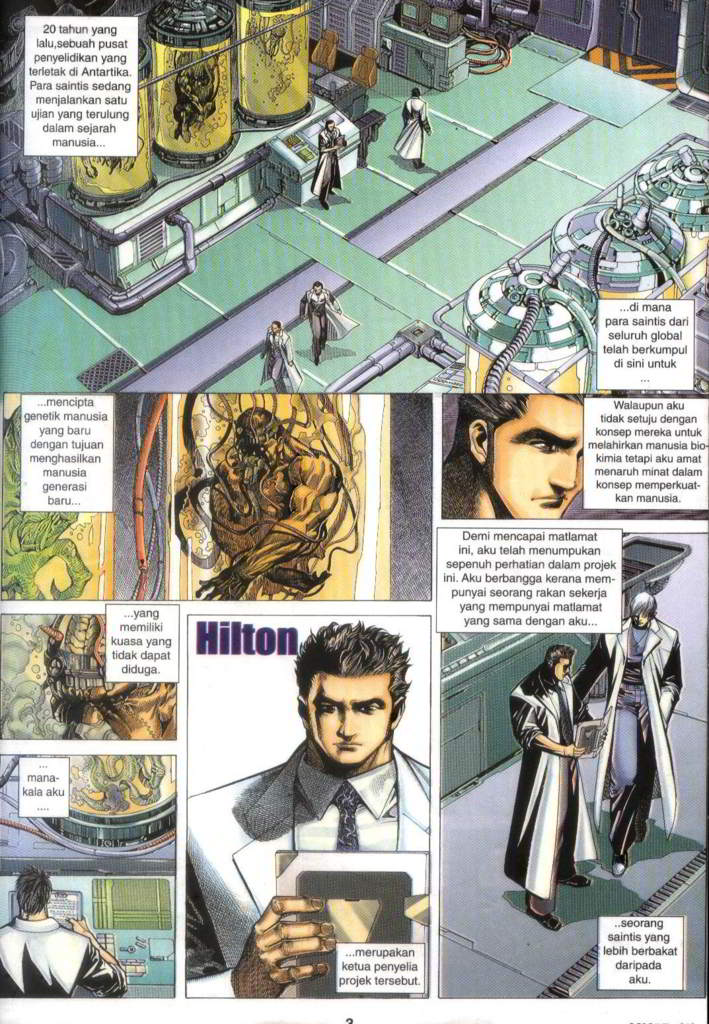 20 tahun yang
lalu,sebuah pusat
penyelidikan yang
terletak di Antartika.
Para saintis sedang
menjalankan satu
ujian yang terulung
dalam sejarah
manusia...
...di mana
para saintis dari
seluruh global
telah berkumpul
di sini untuk
...
...mencipta
genetik manusia
yang baru
dengan tujuan
menghasilkan
manusia
generasi
baru...
Walaupun aku
tidak setuju dengan
konsep mereka untuk
melahirkan manusia bio-
kimia tetapi aku amat
menaruh minat dalam
konsep memperkuat-
kan manusia.
...yang
memiliki
kuasa yang
tidak dapat
diduga.
...
mana-
kala aku
....
Hilton
...merupakan
ketua penyelia
projek tersebut.
Demi mencapai matlamat
ini, aku telah menumpukan
sepenuh perhatian dalam projek
ini. Aku berbangga kerana mem-
punyai seorang rakan sekerja
yang mempunyai matlamat
yang sama dengan aku...
...seorang
saintis yang
lebih berbakat
daripada
aku.
3